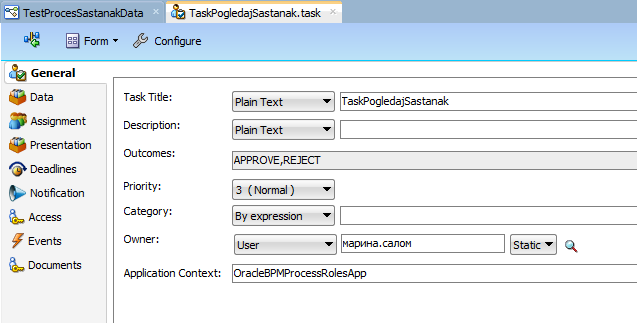 TestProcesSastanakData
TaskPogledajSastanak.task
Form
Configure
General
Data
Assignment
Presentation
Deadlines
Notification
Access
Events
Documents
Task Title: Plain Text TaskPogledajSastanak
Description: Plain Text
Outcomes: APPROVE,REJECT
Priority: 3 (Normal)
Category: By expression
Owner: User марина.салом Static
Application Context: OracleBPMProcessRolesApp